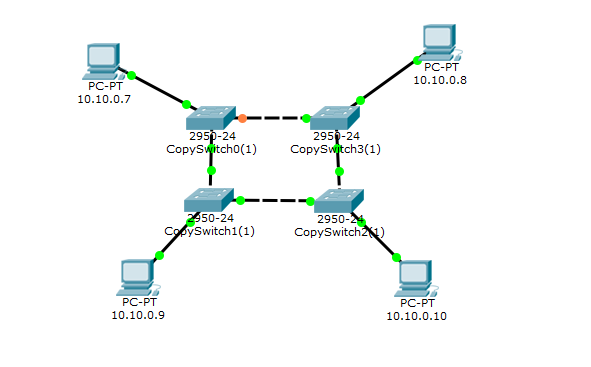 PC-PT
10.10.0.7
PC-PT
10.10.0.8
2950-24
CopySwitch0(1)
2950-24
CopySwitch3(1)
2950-24
CopySwitch1(1)
2950-24
CopySwitch2(1)
PC-PT
10.10.0.9
PC-PT
10.10.0.10